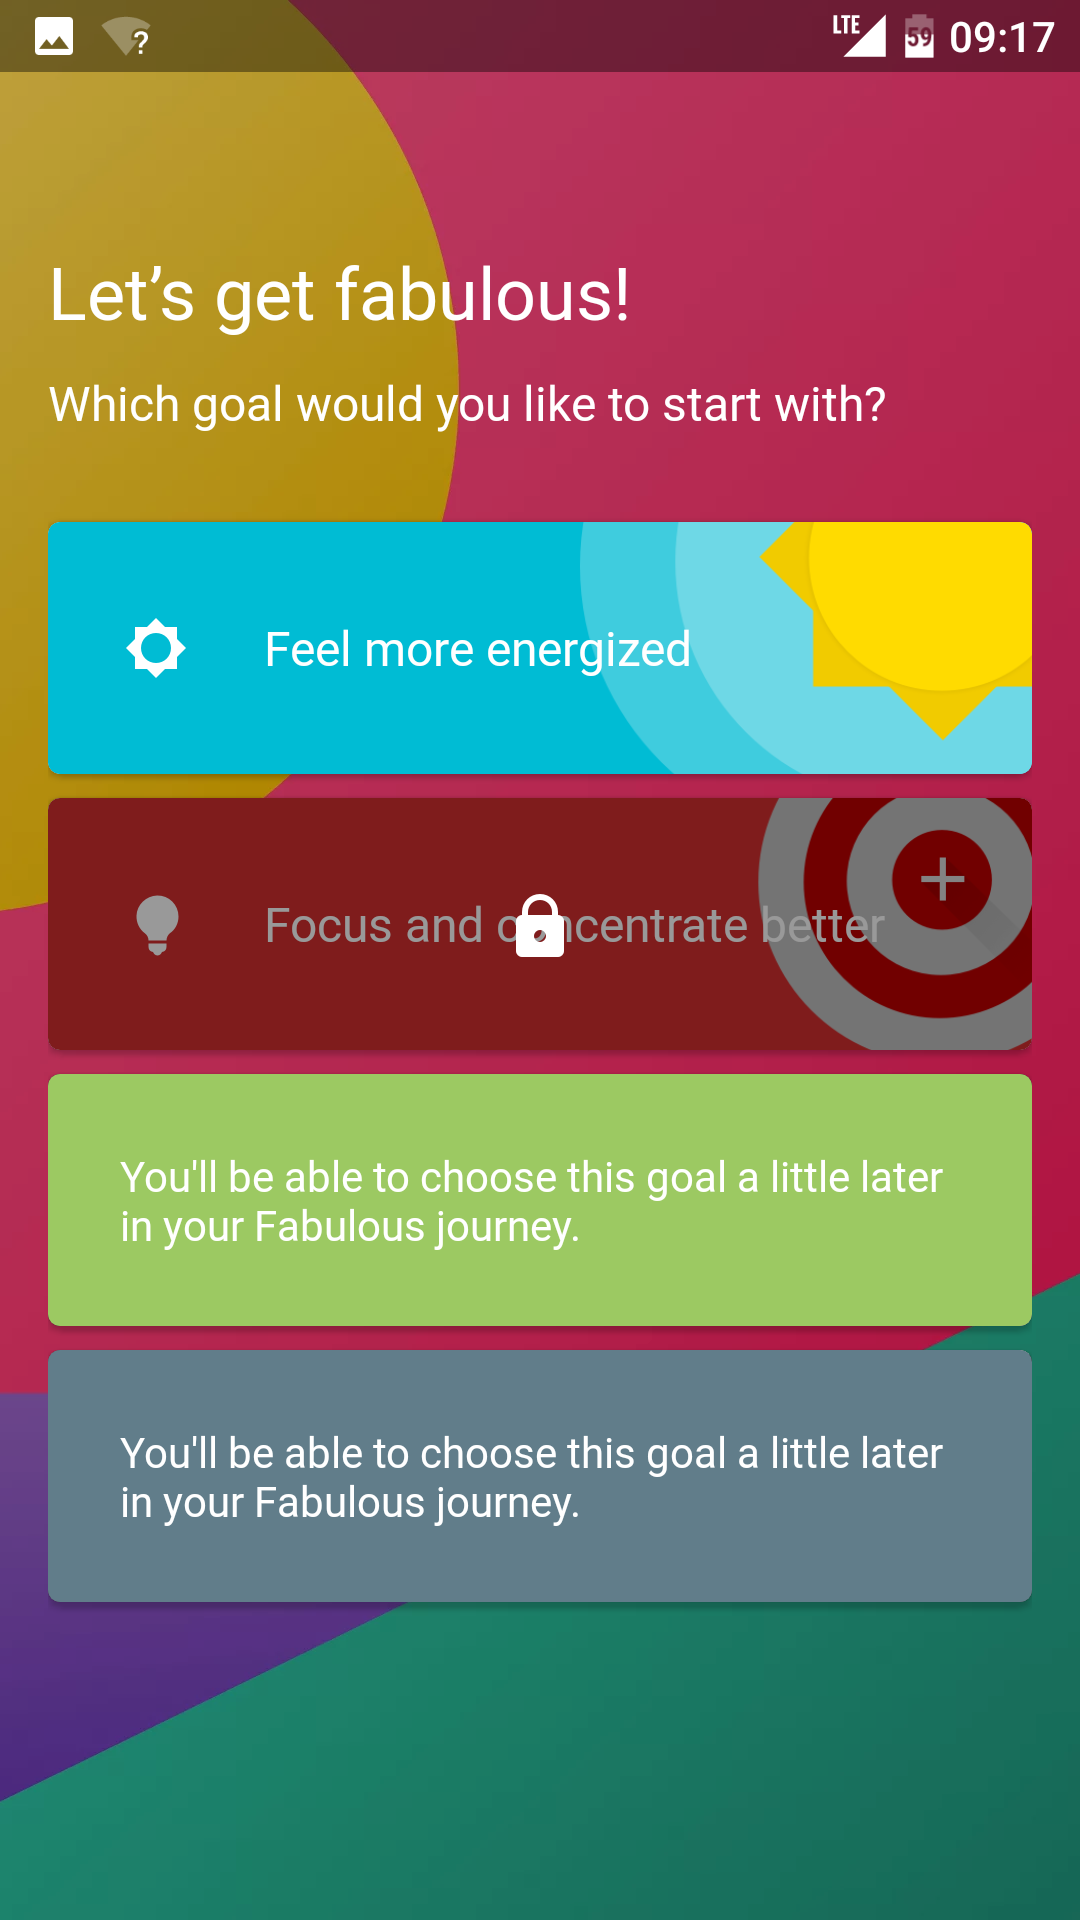 LTE 59 09:17
Let’s get fabulous!
Which goal would you like to start with?
Feel more energized
Focus and concentrate better
You'll be able to choose this goal a little later
in your Fabulous journey.
You'll be able to choose this goal a little later
in your Fabulous journey.